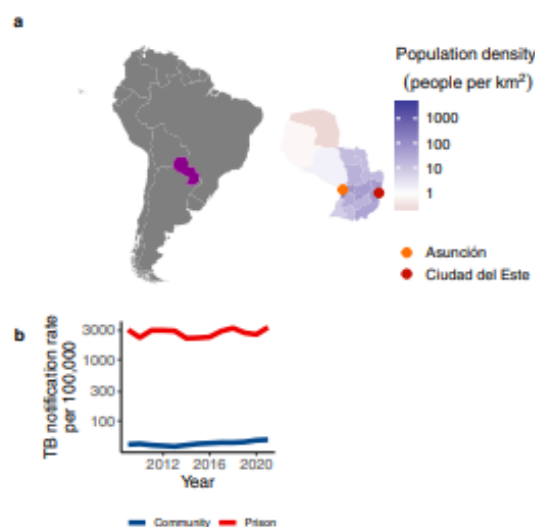 a
Population density
(people per km²)
1000
100
10
1
Asunción
Ciudad del Este
b
TB notification rate
per 100,000
3000
1000
300
100
2012 2016 2020
Year
Community Prison